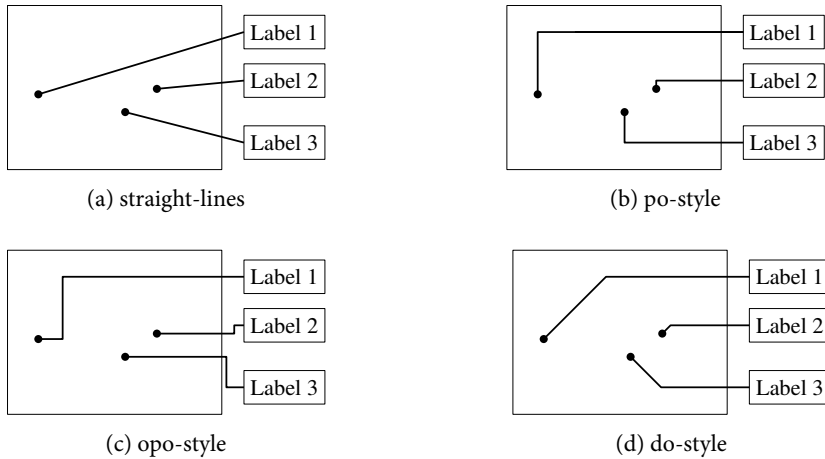 Label 1
Label 2
Label 3
(a) straight-lines
Label 1
Label 2
Label 3
(b) po-style
Label 1
Label 2
Label 3
(c) opo-style
Label 1
Label 2
Label 3
(d) do-style